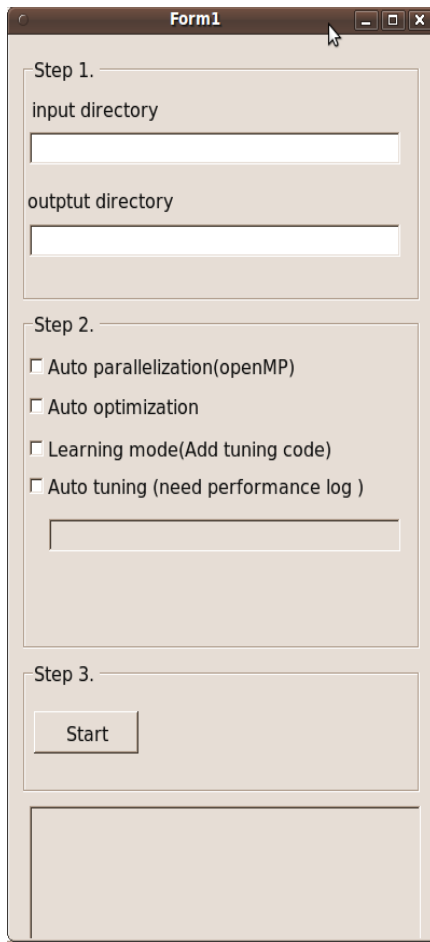 Form1
Step 1.
input directory
outptut directory
Step 2.
Auto parallelization(openMP)
Auto optimization
Learning mode(Add tuning code)
Auto tuning (need performance log )
Step 3.
Start